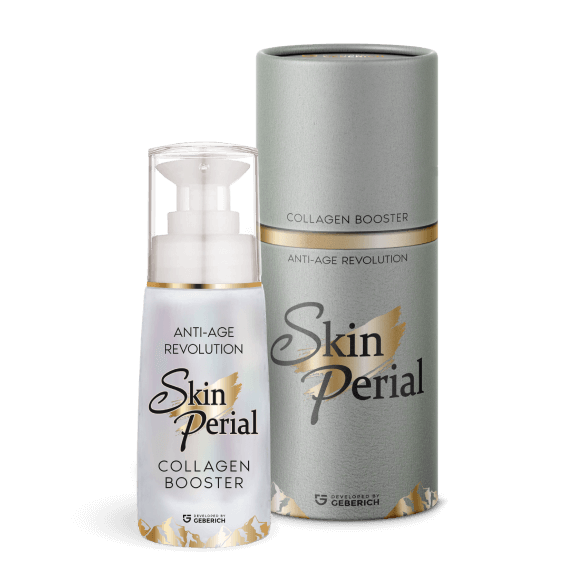 ANTI-AGE
REVOLUTION
Skin
Perial
COLLAGEN
BOOSTER
DEVELOPED BY
GEBERICH
COLLAGEN BOOSTER
ANTI-AGE REVOLUTION
Skin
Perial
DEVELOPED BY
GEBERICH